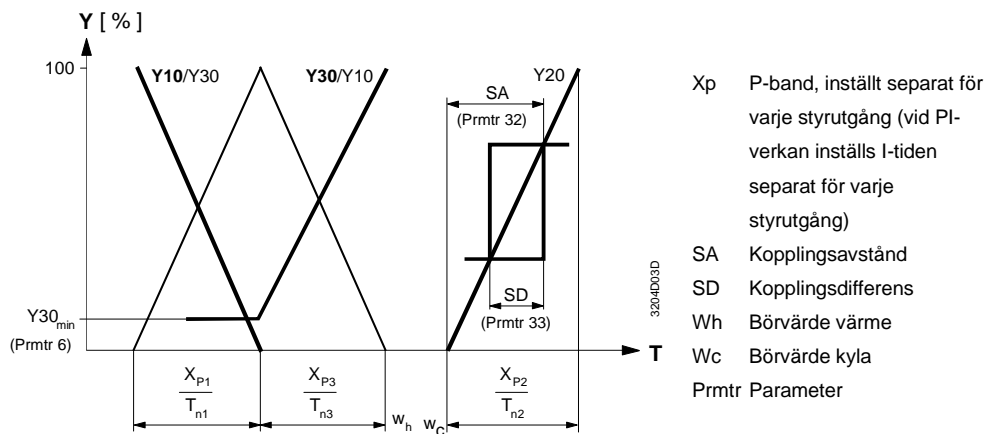 Y [ % ]
100
Y10/Y30
Y30/Y10
Y20
SA
(Prmtr 32)
SD
(Prmtr 33)
Y30min
(Prmtr 6)
T
XP1
Tn1
XP3
Tn3
wh
wC
XP2
Tn2
3204D03D
Xp P-band, inställt separat för
varje styrutgång (vid PI-
verkan inställs I-tiden
separat för varje
styrutgång)
SA Kopplingsavstånd
SD Kopplingsdifferens
Wh Börvärde värme
Wc Börvärde kyla
Prmtr Parameter